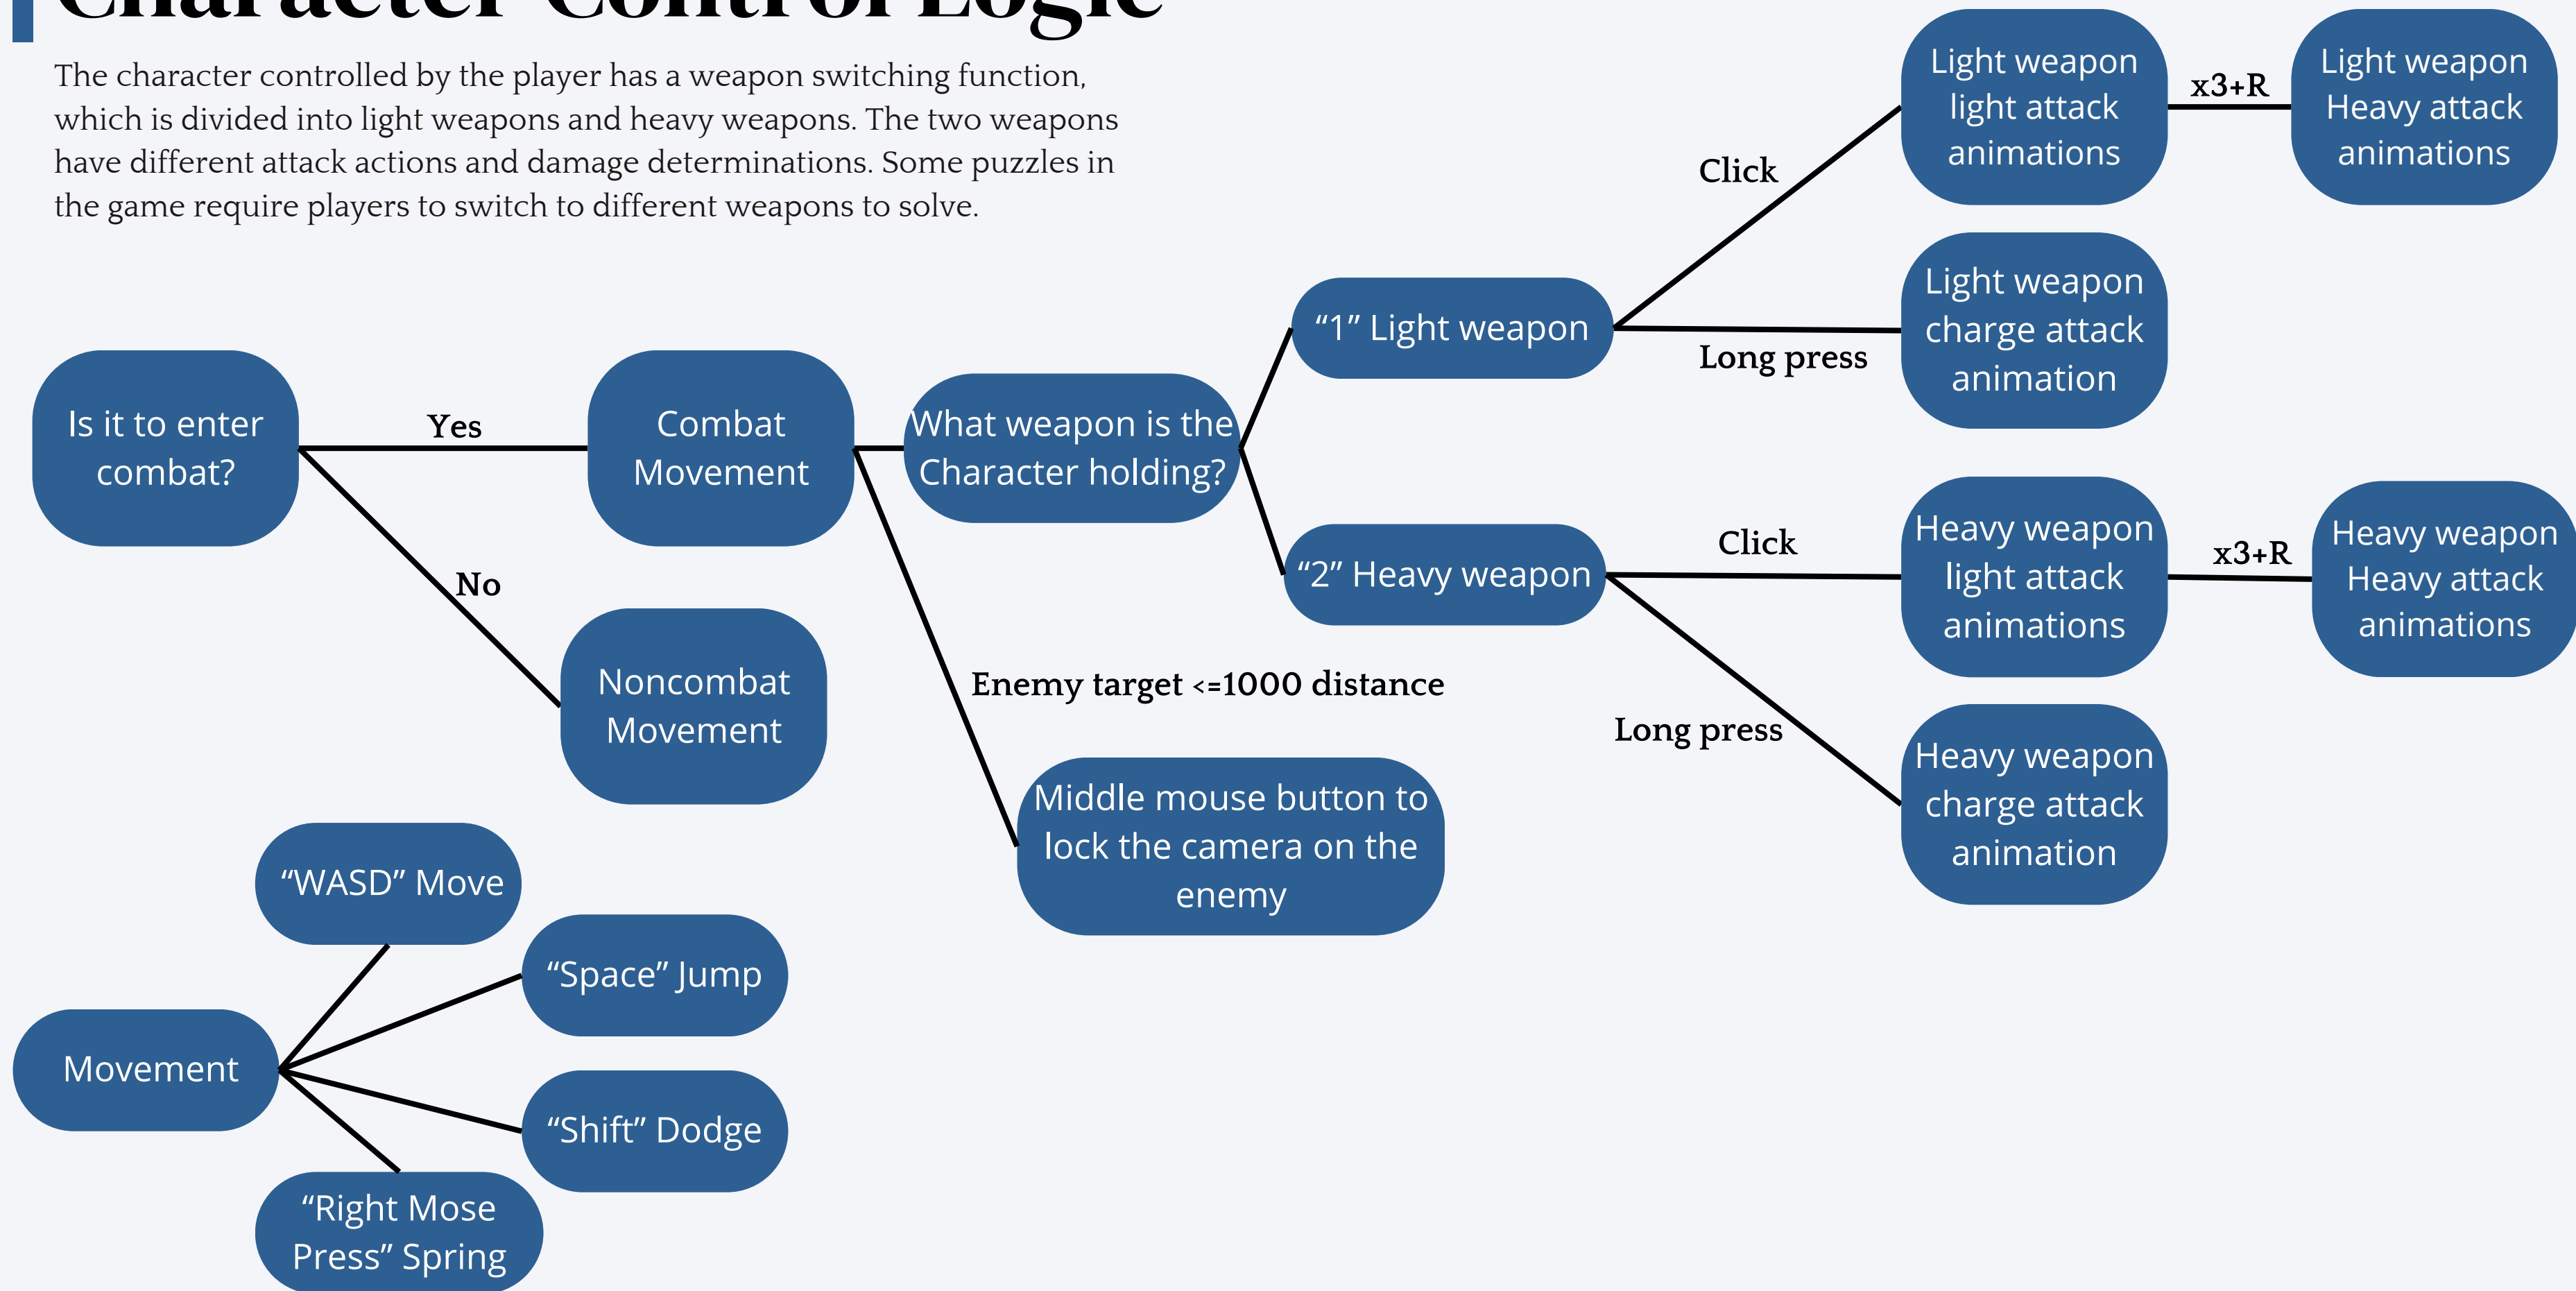 Character Control Logic
The character controlled by the player has a weapon switching function,
which is divided into light weapons and heavy weapons. The two weapons
have different attack actions and damage determinations. Some puzzles in
the game require players to switch to different weapons to solve.
Light weapon
light attack
animations
x3+R
Light weapon
Heavy attack
animations
Click
Light weapon
charge attack
animation
“1” Light weapon
Long press
Is it to enter
combat?
Yes
Combat
Movement
What weapon is the
Character holding?
“2” Heavy weapon
Click
Heavy weapon
light attack
animations
x3+R
Heavy weapon
Heavy attack
animations
No
Noncombat
Movement
Enemy target <=1000 distance
Long press
Heavy weapon
charge attack
animation
Middle mouse button to
lock the camera on the
enemy
“WASD” Move
“Space” Jump
Movement
“Shift” Dodge
“Right Mose
Press” Spring